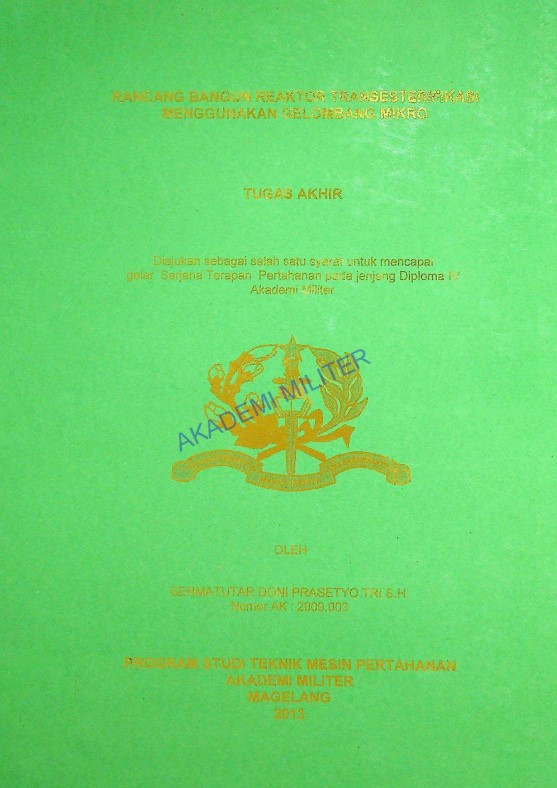 RANCANG BANGUN REAKTOR TRANSESTERIFIKASI
MENGGUNAKAN GELOMBANG MIKRO
TUGAS AKHIR
Diajukan sebagai salah satu syarat untuk mencapai
gelar Sarjana Terapan Pertahanan pada jenjang Diploma IV
Akademi Militer
AKADEMI MILITER
OLEH
SERMATUTAR DONI PRASETYO TRI S.H
Nomor AK : 2009.003
PROGRAM STUDI TEKNIK MESIN PERTAHANAN
AKADEMI MILITER
MAGELANG
2013